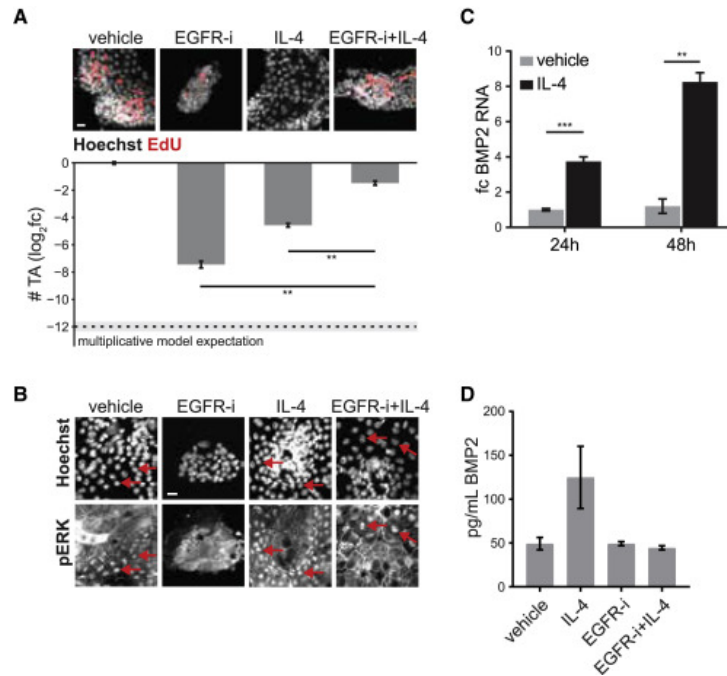 A
vehicle EGFR-i IL-4 EGFR-i+IL-4
Hoechst EdU
# TA (log2fc)
0
−2
−4
−6
−8
−10
−12
**
**
multiplicative model expectation
B
vehicle EGFR-i IL-4 EGFR-i+IL-4
Hoechst
pERK
C
fc BMP2 RNA
10
8
6
4
2
0
vehicle
IL-4
***
**
24h 48h
D
pg/mL BMP2
200
150
100
50
0
vehicle
IL-4
EGFR-i
EGFR-i+IL-4